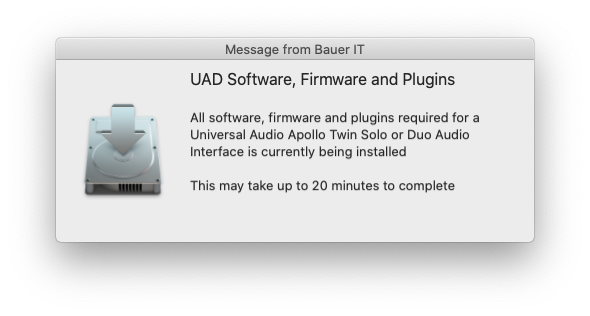 Message from Bauer IT
UAD Software, Firmware and Plugins
All software, firmware and plugins required for a
Universal Audio Apollo Twin Solo or Duo Audio
Interface is currently being installed
This may take up to 20 minutes to complete